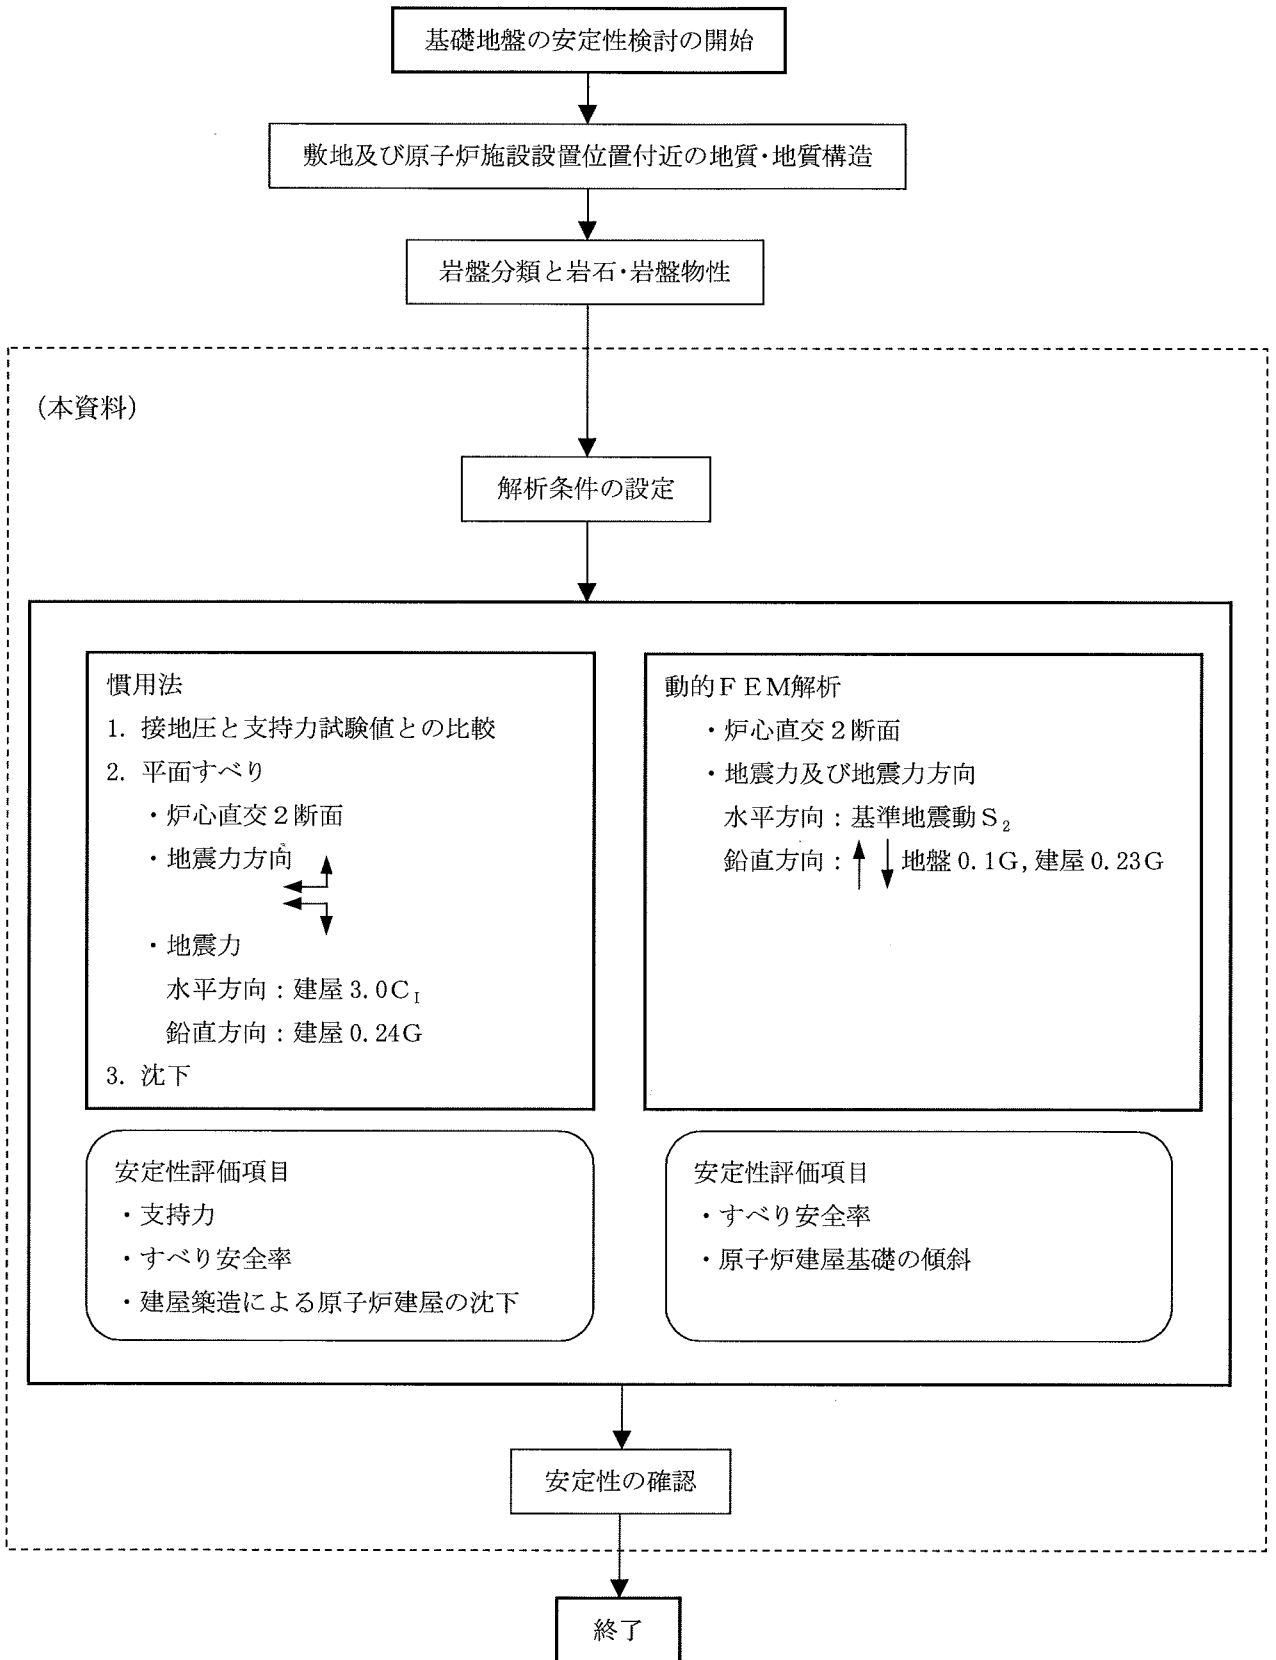 基礎地盤の安定性検討の開始
敷地及び原子炉施設設置位置付近の地質・地質構造
岩盤分類と岩石・岩盤物性
(本資料)
解析条件の設定
慣用法
1. 接地圧と支持力試験値との比較
2. 平面すべり
・炉心直交2断面
・地震力方向
・地震力
水平方向：建屋 3.0C_I
鉛直方向：建屋 0.24G
3. 沈下
動的FEM解析
・炉心直交2断面
・地震力及び地震力方向
水平方向：基準地震動S₂
鉛直方向：↑↓地盤 0.1G, 建屋 0.23G
安定性評価項目
・支持力
・すべり安全率
・建屋築造による原子炉建屋の沈下
安定性評価項目
・すべり安全率
・原子炉建屋基礎の傾斜
安定性の確認
終了